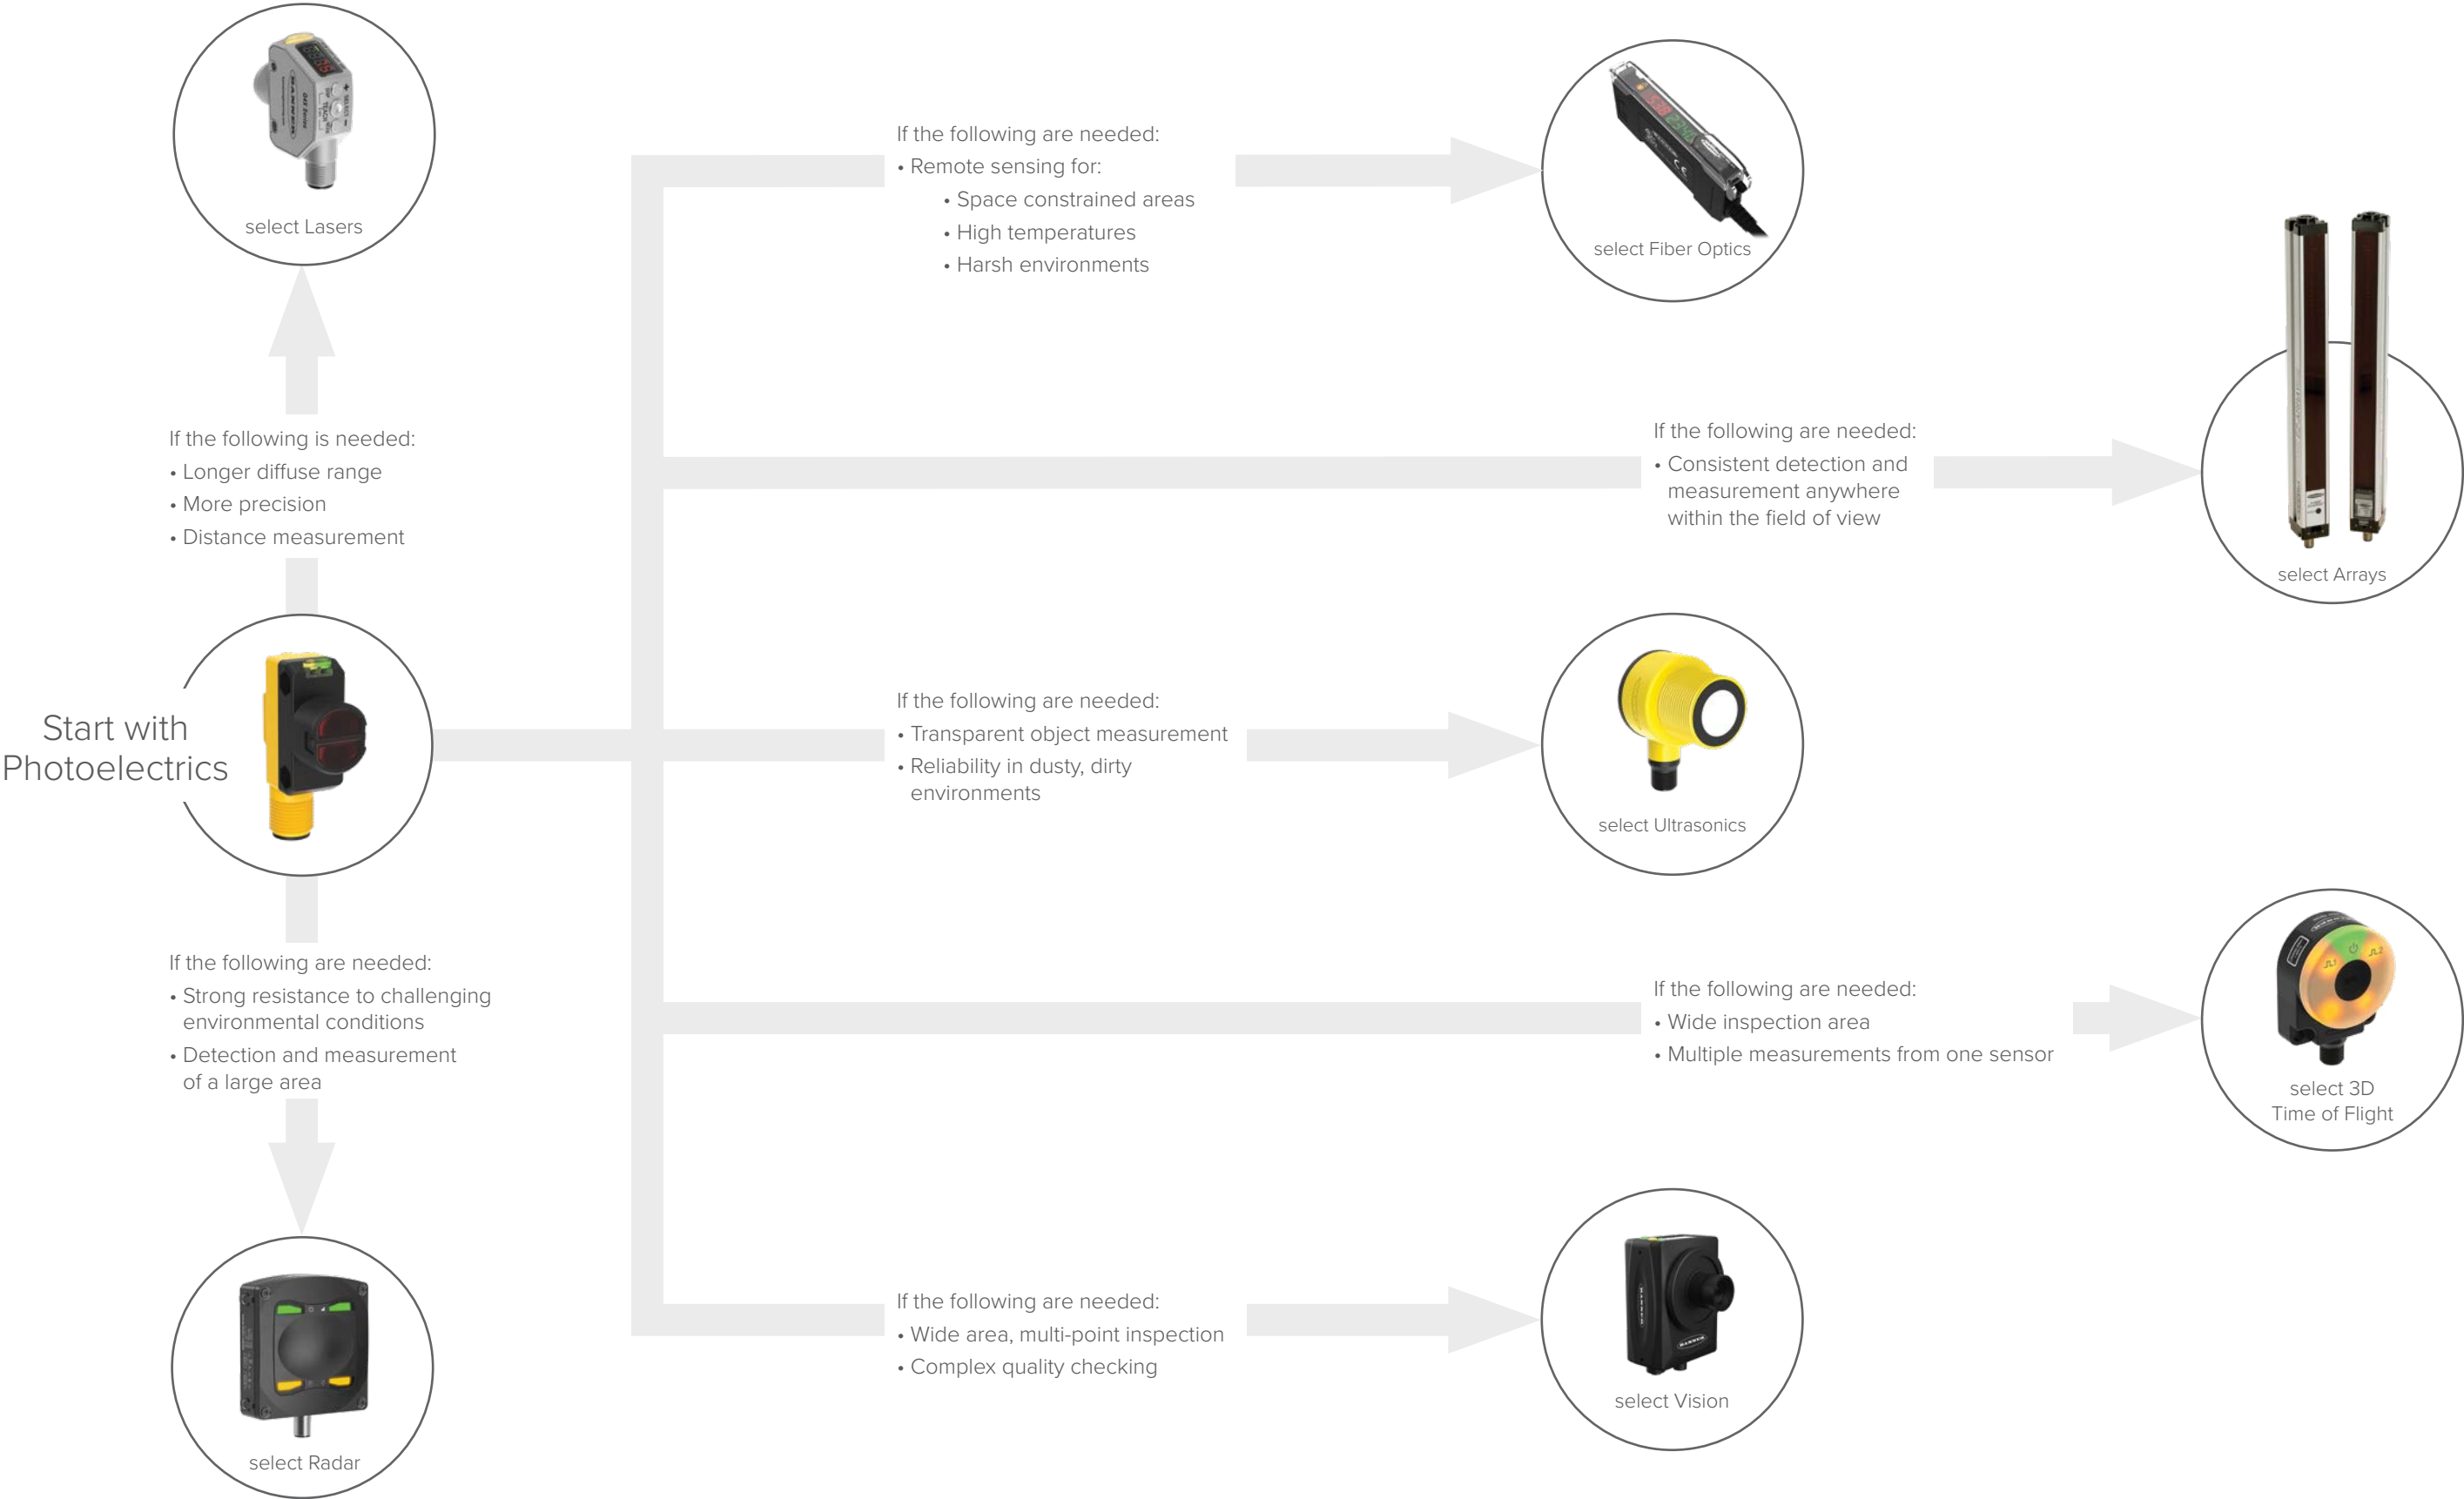 select Lasers
If the following is needed:
• Longer diffuse range
• More precision
• Distance measurement
Start with
Photoelectrics
If the following are needed:
• Strong resistance to challenging
environmental conditions
• Detection and measurement
of a large area
select Radar
If the following are needed:
• Remote sensing for:
• Space constrained areas
• High temperatures
• Harsh environments
select Fiber Optics
If the following are needed:
• Consistent detection and
measurement anywhere
within the field of view
select Arrays
If the following are needed:
• Transparent object measurement
• Reliability in dusty, dirty
environments
select Ultrasonics
If the following are needed:
• Wide inspection area
• Multiple measurements from one sensor
select 3D
Time of Flight
If the following are needed:
• Wide area, multi-point inspection
• Complex quality checking
BANNER
select Vision